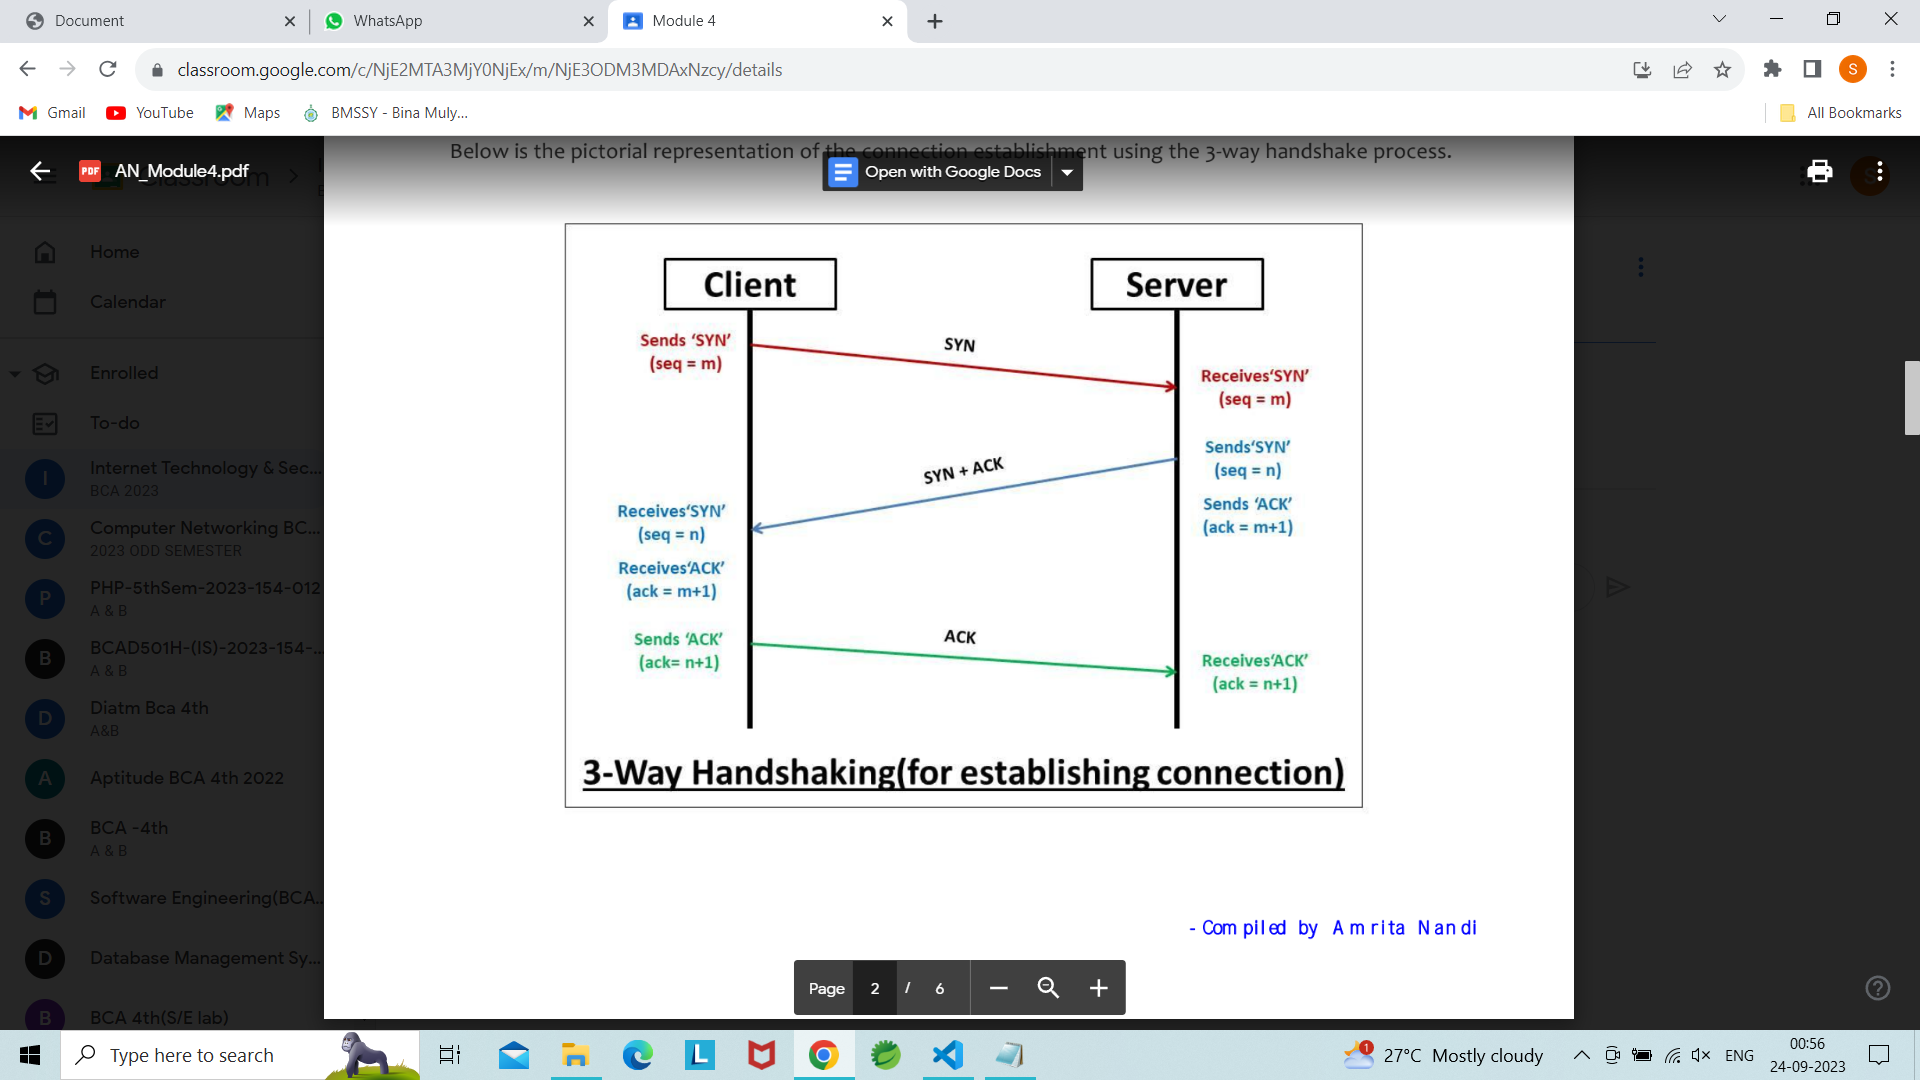 Document
WhatsApp
Module 4
classroom.google.com/c/NjE2MTA3MjY0NjEx/m/NjE3ODM3MDAxNzcy/details
S
Gmail
YouTube
Maps
BMSSY - Bina Muly...
All Bookmarks
Below is the pictorial representation of the connection establishment using the 3-way handshake process.
PDF
AN_Module4.pdf
Open with Google Docs
Home
Calendar
Enrolled
To-do
I
Internet Technology & Sec...
BCA 2023
C
Computer Networking BC...
2023 ODD SEMESTER
P
PHP-5thSem-2023-154-012
A & B
B
BCAD501H-(IS)-2023-154-...
A & B
D
Diatm Bca 4th
A&B
A
Aptitude BCA 4th 2022
B
BCA -4th
A & B
S
Software Engineering(BCA...
D
Database Management Sy...
B
BCA 4th(S/E lab)
Client
Server
Sends ‘SYN’
(seq = m)
SYN
Receives‘SYN’
(seq = m)
Sends‘SYN’
(seq = n)
SYN + ACK
Sends ‘ACK’
(ack = m+1)
Receives‘SYN’
(seq = n)
Receives‘ACK’
(ack = m+1)
Sends ‘ACK’
(ack= n+1)
ACK
Receives‘ACK’
(ack = n+1)
3-Way Handshaking(for establishing connection)
- Compiled by Amrita Nandi
Page 2 / 6
Type here to search
L
1
27°C Mostly cloudy
ENG
00:56
24-09-2023